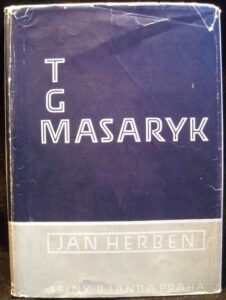 T
G
MASARYK
JAN HERBEN
SFINX B. JANDA PRAHA